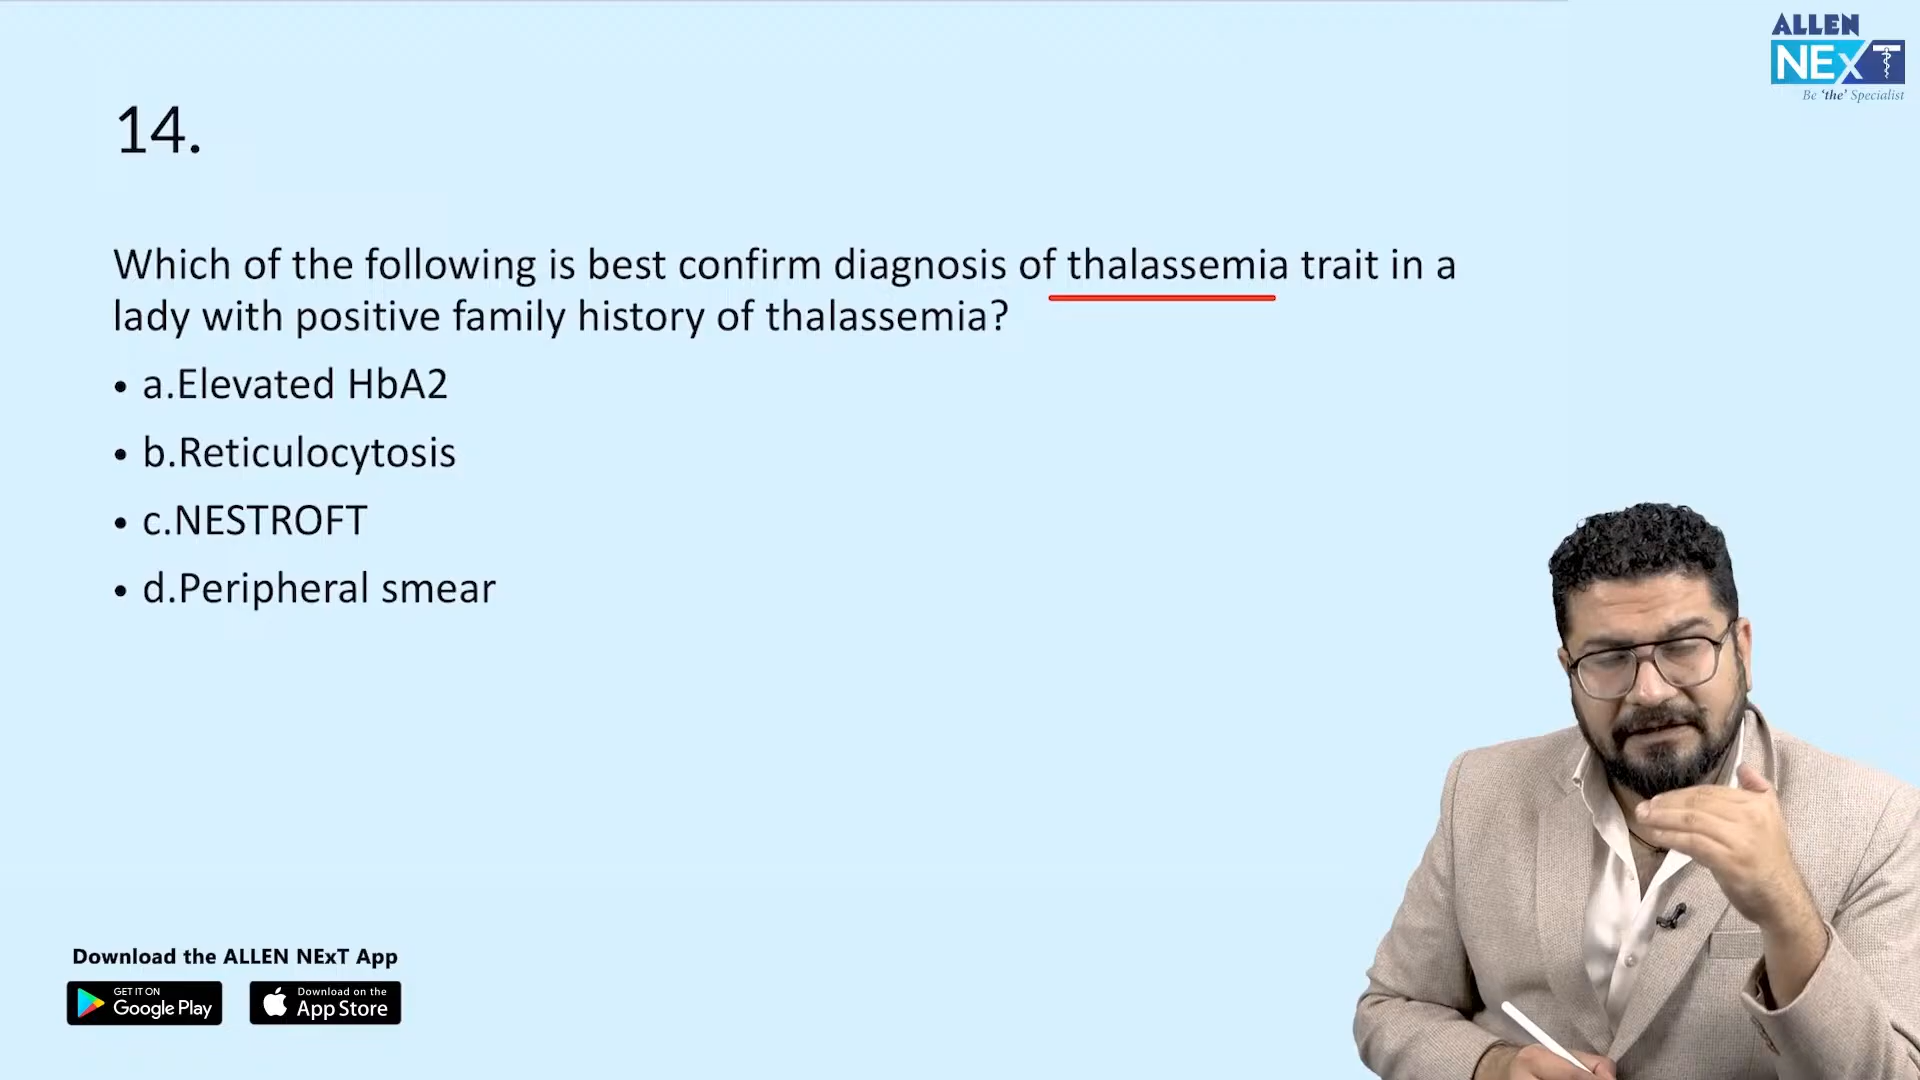 ALLEN
NExT
Be 'the' Specialist
14.
Which of the following is best confirm diagnosis of thalassemia trait in a
lady with positive family history of thalassemia?
• a.Elevated HbA2
• b.Reticulocytosis
• c.NESTROFT
• d.Peripheral smear
Download the ALLEN NExT App
GET IT ON
Google Play
Download on the
App Store